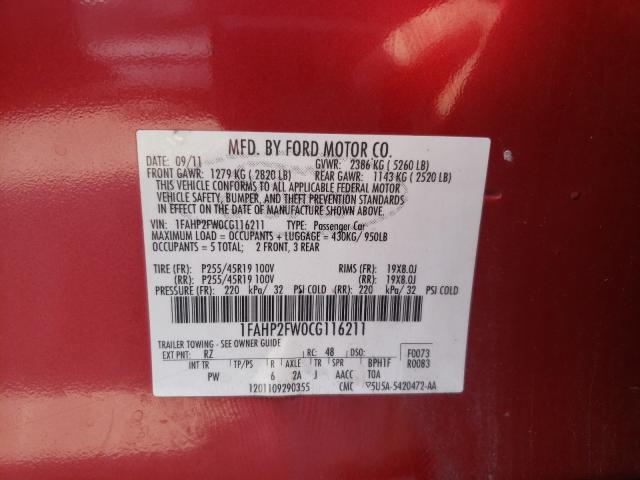 MFD. BY FORD MOTOR CO.
DATE: 09/11 GVWR: 2386 KG ( 5260 LB)
FRONT GAWR: 1279 KG ( 2820 LB) REAR GAWR: 1143 KG ( 2520 LB)
THIS VEHICLE CONFORMS TO ALL APPLICABLE FEDERAL MOTOR
VEHICLE SAFETY, BUMPER, AND THEFT PREVENTION STANDARDS
IN EFFECT ON THE DATE OF MANUFACTURE SHOWN ABOVE.
VIN: 1FAHP2FW0CG116211 TYPE: Passenger Car
MAXIMUM LOAD = OCCUPANTS + LUGGAGE = 430KG/ 950LB
OCCUPANTS = 5 TOTAL; 2 FRONT, 3 REAR
TIRE (FR): P255/45R19 100V RIMS (FR): 19X8.0J
(RR): P255/45R19 100V (RR): 19X8.0J
PRESSURE (FR): 220 kPa/ 32 PSI COLD (RR): 220 kPa/ 32 PSI COLD
1FAHP2FW0CG116211
TRAILER TOWING - SEE OWNER GUIDE
EXT PNT: RZ RC: 48 DSO: F0073
INT TR TP/PS R AXLE TR SPR BPH1F R0083
PW 6 2A J AACC TOA
1201109290355 CMC 5U5A-5420472-AA